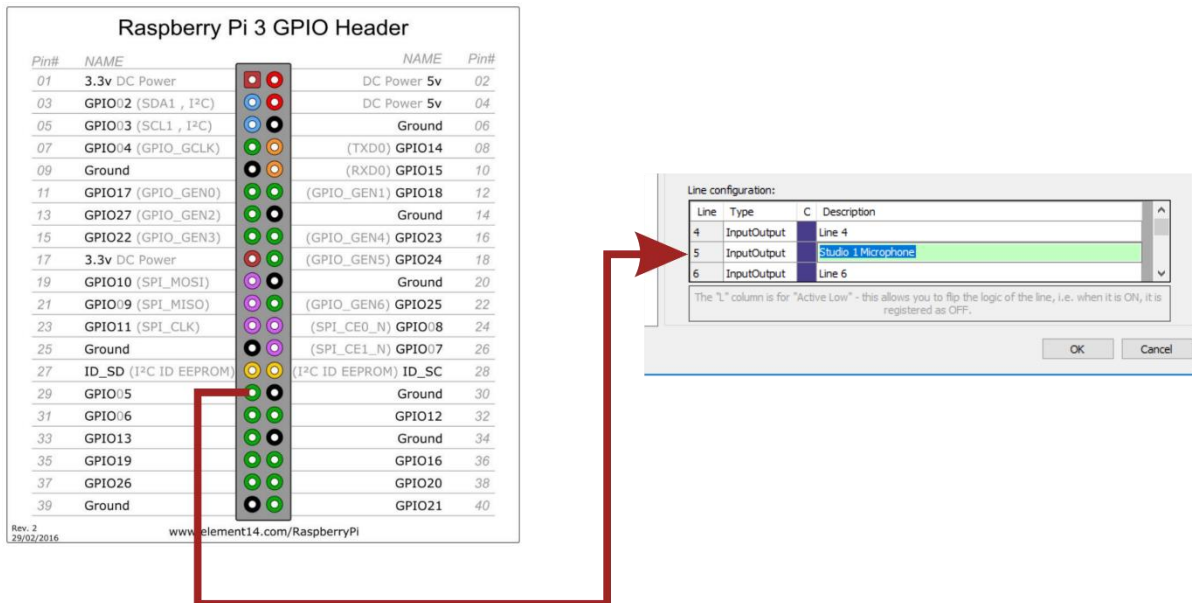 Raspberry Pi 3 GPIO Header
Pin# NAME NAME Pin#
01 3.3v DC Power DC Power 5v 02
03 GPIO02 (SDA1 , I²C) DC Power 5v 04
05 GPIO03 (SCL1 , I²C) Ground 06
07 GPIO04 (GPIO_GCLK) (TXD0) GPIO14 08
09 Ground (RXD0) GPIO15 10
11 GPIO17 (GPIO_GEN0) (GPIO_GEN1) GPIO18 12
13 GPIO27 (GPIO_GEN2) Ground 14
15 GPIO22 (GPIO_GEN3) (GPIO_GEN4) GPIO23 16
17 3.3v DC Power (GPIO_GEN5) GPIO24 18
19 GPIO10 (SPI_MOSI) Ground 20
21 GPIO09 (SPI_MISO) (GPIO_GEN6) GPIO25 22
23 GPIO11 (SPI_CLK) (SPI_CE0_N) GPIO08 24
25 Ground (SPI_CE1_N) GPIO07 26
27 ID_SD (I²C ID EEPROM) (I²C ID EEPROM) ID_SC 28
29 GPIO05 Ground 30
31 GPIO06 GPIO12 32
33 GPIO13 Ground 34
35 GPIO19 GPIO16 36
37 GPIO26 GPIO20 38
39 Ground GPIO21 40
Rev. 2
29/02/2016
www.element14.com/RaspberryPi
Line configuration:
Line Type C Description
4 InputOutput Line 4
5 InputOutput Studio 1 Microphone
6 InputOutput Line 6
The "L" column is for "Active Low" - this allows you to flip the logic of the line, i.e. when it is ON, it is
registered as OFF.
OK Cancel